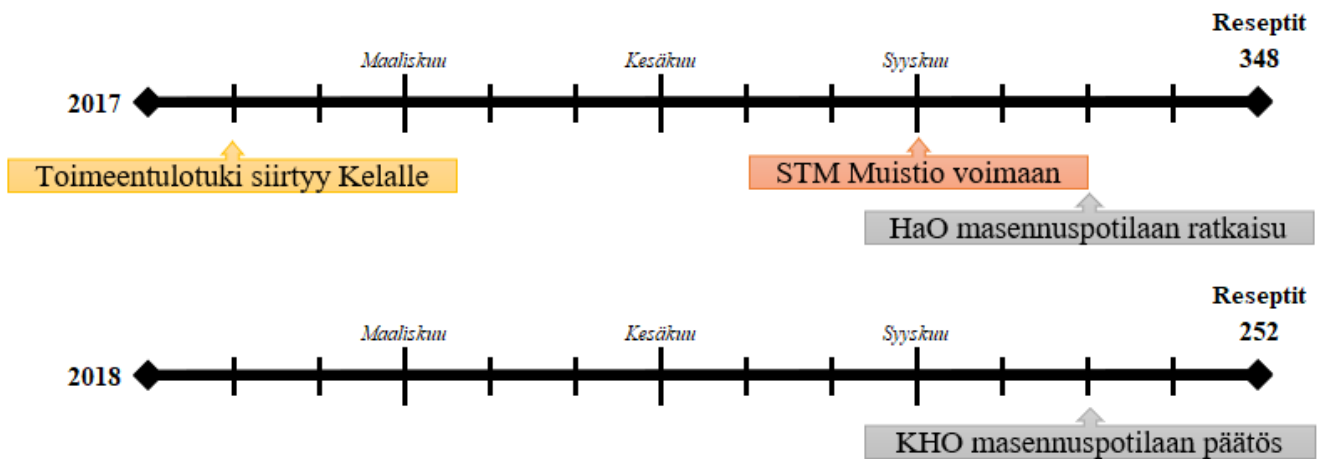 Reseptit
Maaliskuu Kesäkuu Syyskuu 348
2017
Toimeentulotuki siirtyy Kelalle STM Muistio voimaan
HaO masennuspotilaan ratkaisu
Reseptit
Maaliskuu Kesäkuu Syyskuu 252
2018
KHO masennuspotilaan päätös